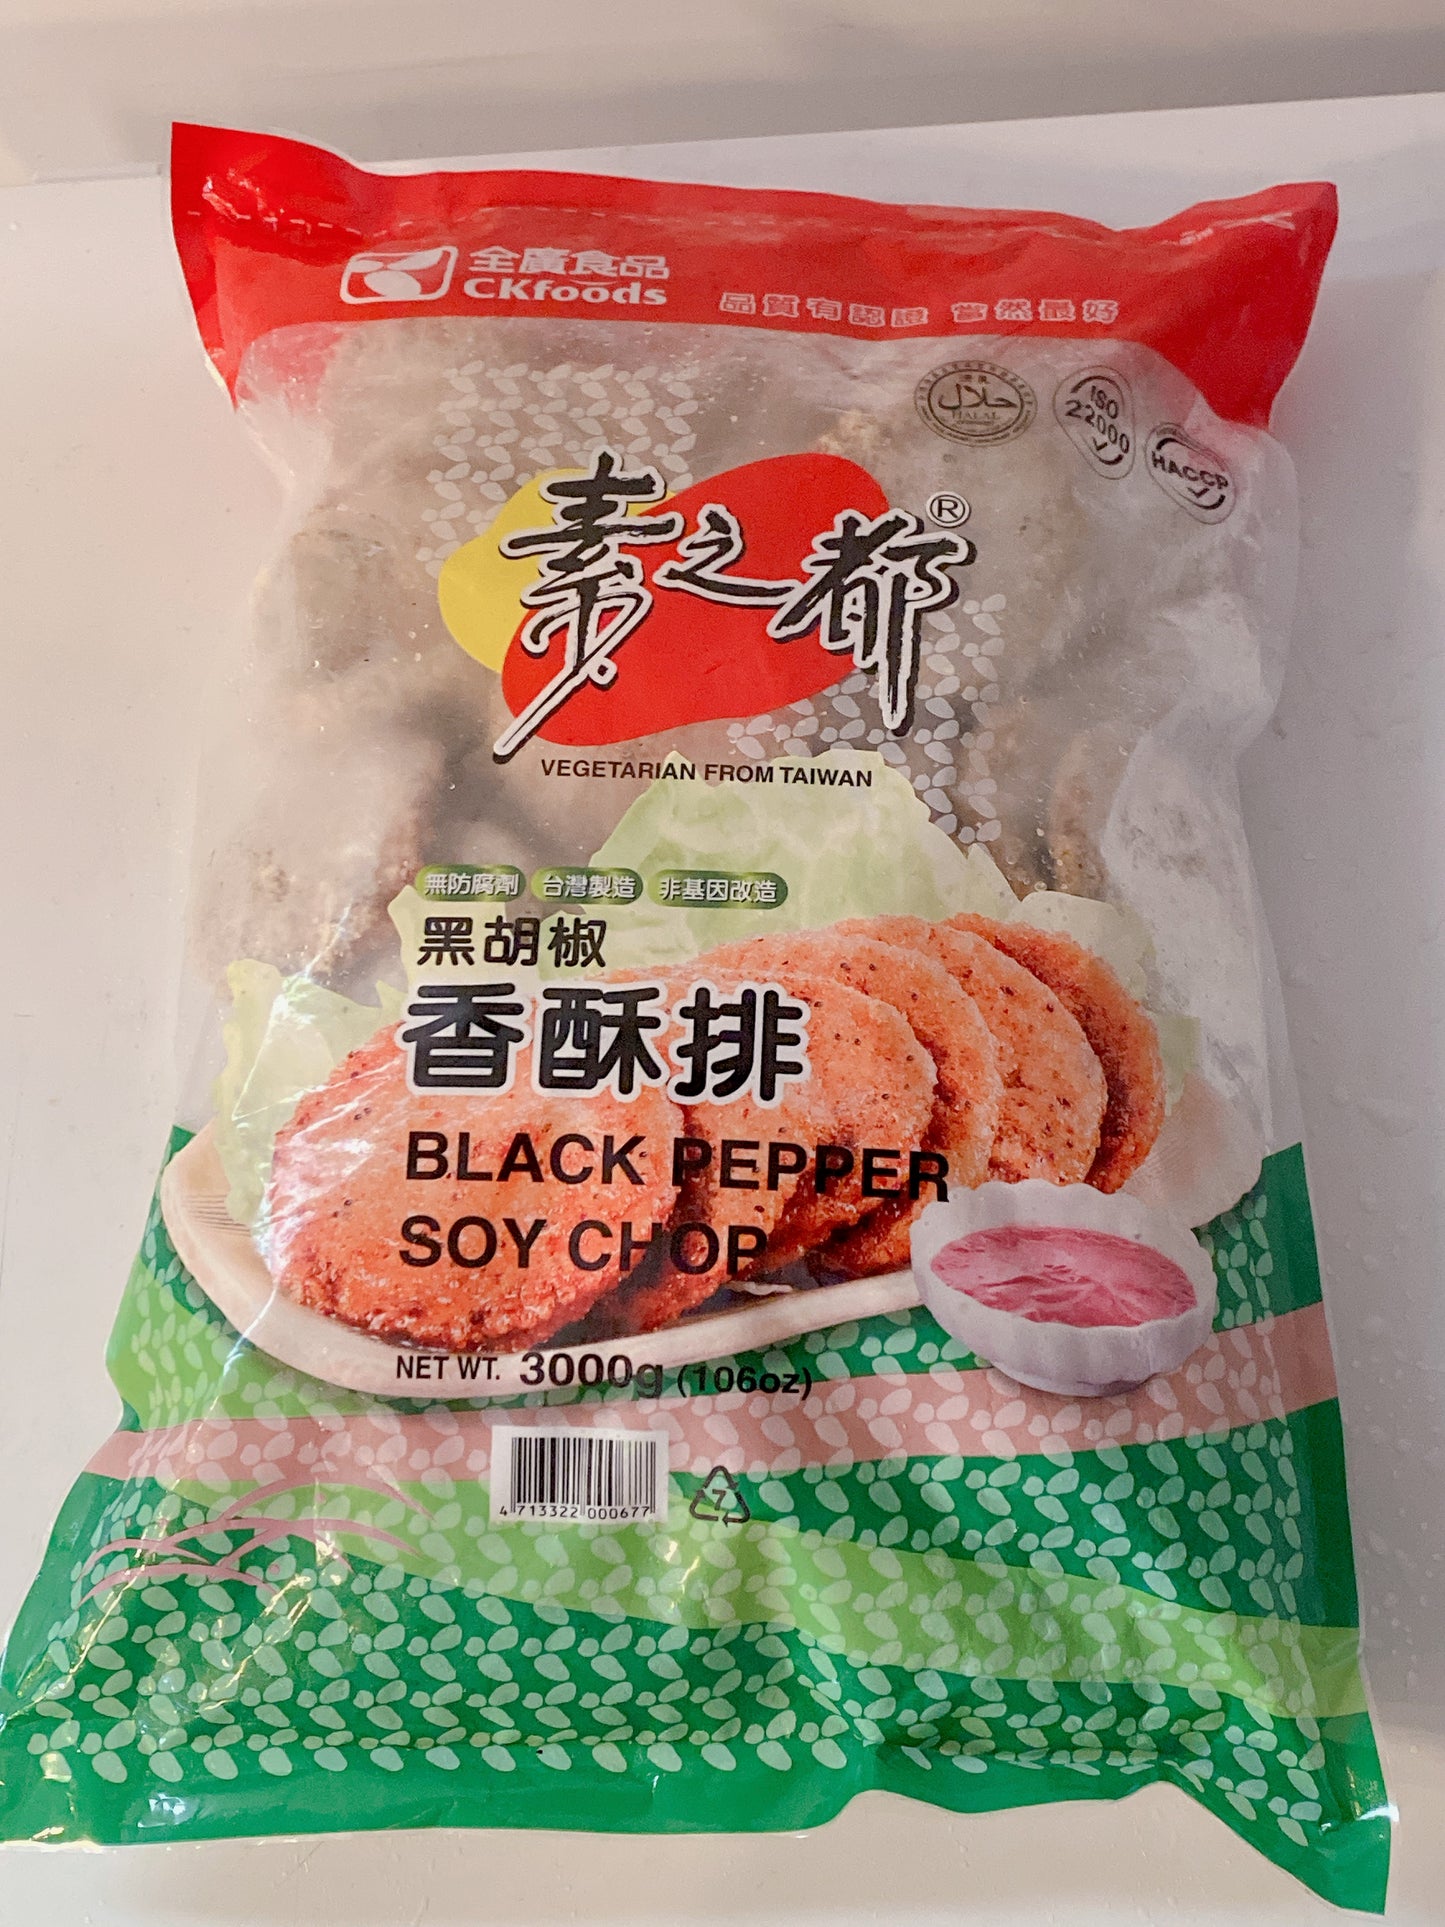 全廣食品
CKfoods
品質有認證 當然最好
حلال
HALAL
ISO
22000
HACCP
素之都®
VEGETARIAN FROM TAIWAN
無防腐劑 台灣製造 非基因改造
黑胡椒
香酥排
BLACK PEPPER
SOY CHOP
NET WT. 3000g (106oz)
4 713322 000677
7